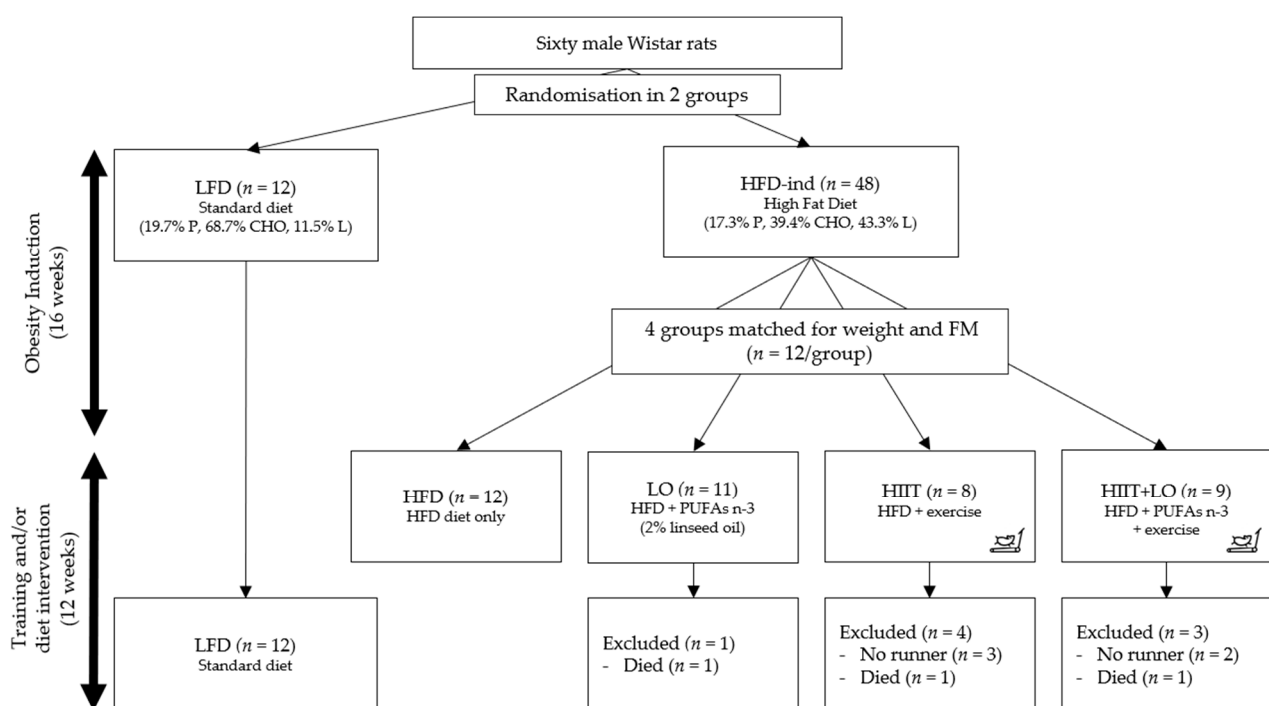 Sixty male Wistar rats
Randomisation in 2 groups
Obesity Induction
(16 weeks)
LFD (n = 12)
Standard diet
(19.7% P, 68.7% CHO, 11.5% L)
HFD-ind (n = 48)
High Fat Diet
(17.3% P, 39.4% CHO, 43.3% L)
4 groups matched for weight and FM
(n = 12/group)
Training and/or
diet intervention
(12 weeks)
HFD (n = 12)
HFD diet only
LO (n = 11)
HFD + PUFAs n-3
(2% linseed oil)
HIIT (n = 8)
HFD + exercise
HIIT+LO (n = 9)
HFD + PUFAs n-3
+ exercise
LFD (n = 12)
Standard diet
Excluded (n = 1)
- Died (n = 1)
Excluded (n = 4)
- No runner (n = 3)
- Died (n = 1)
Excluded (n = 3)
- No runner (n = 2)
- Died (n = 1)